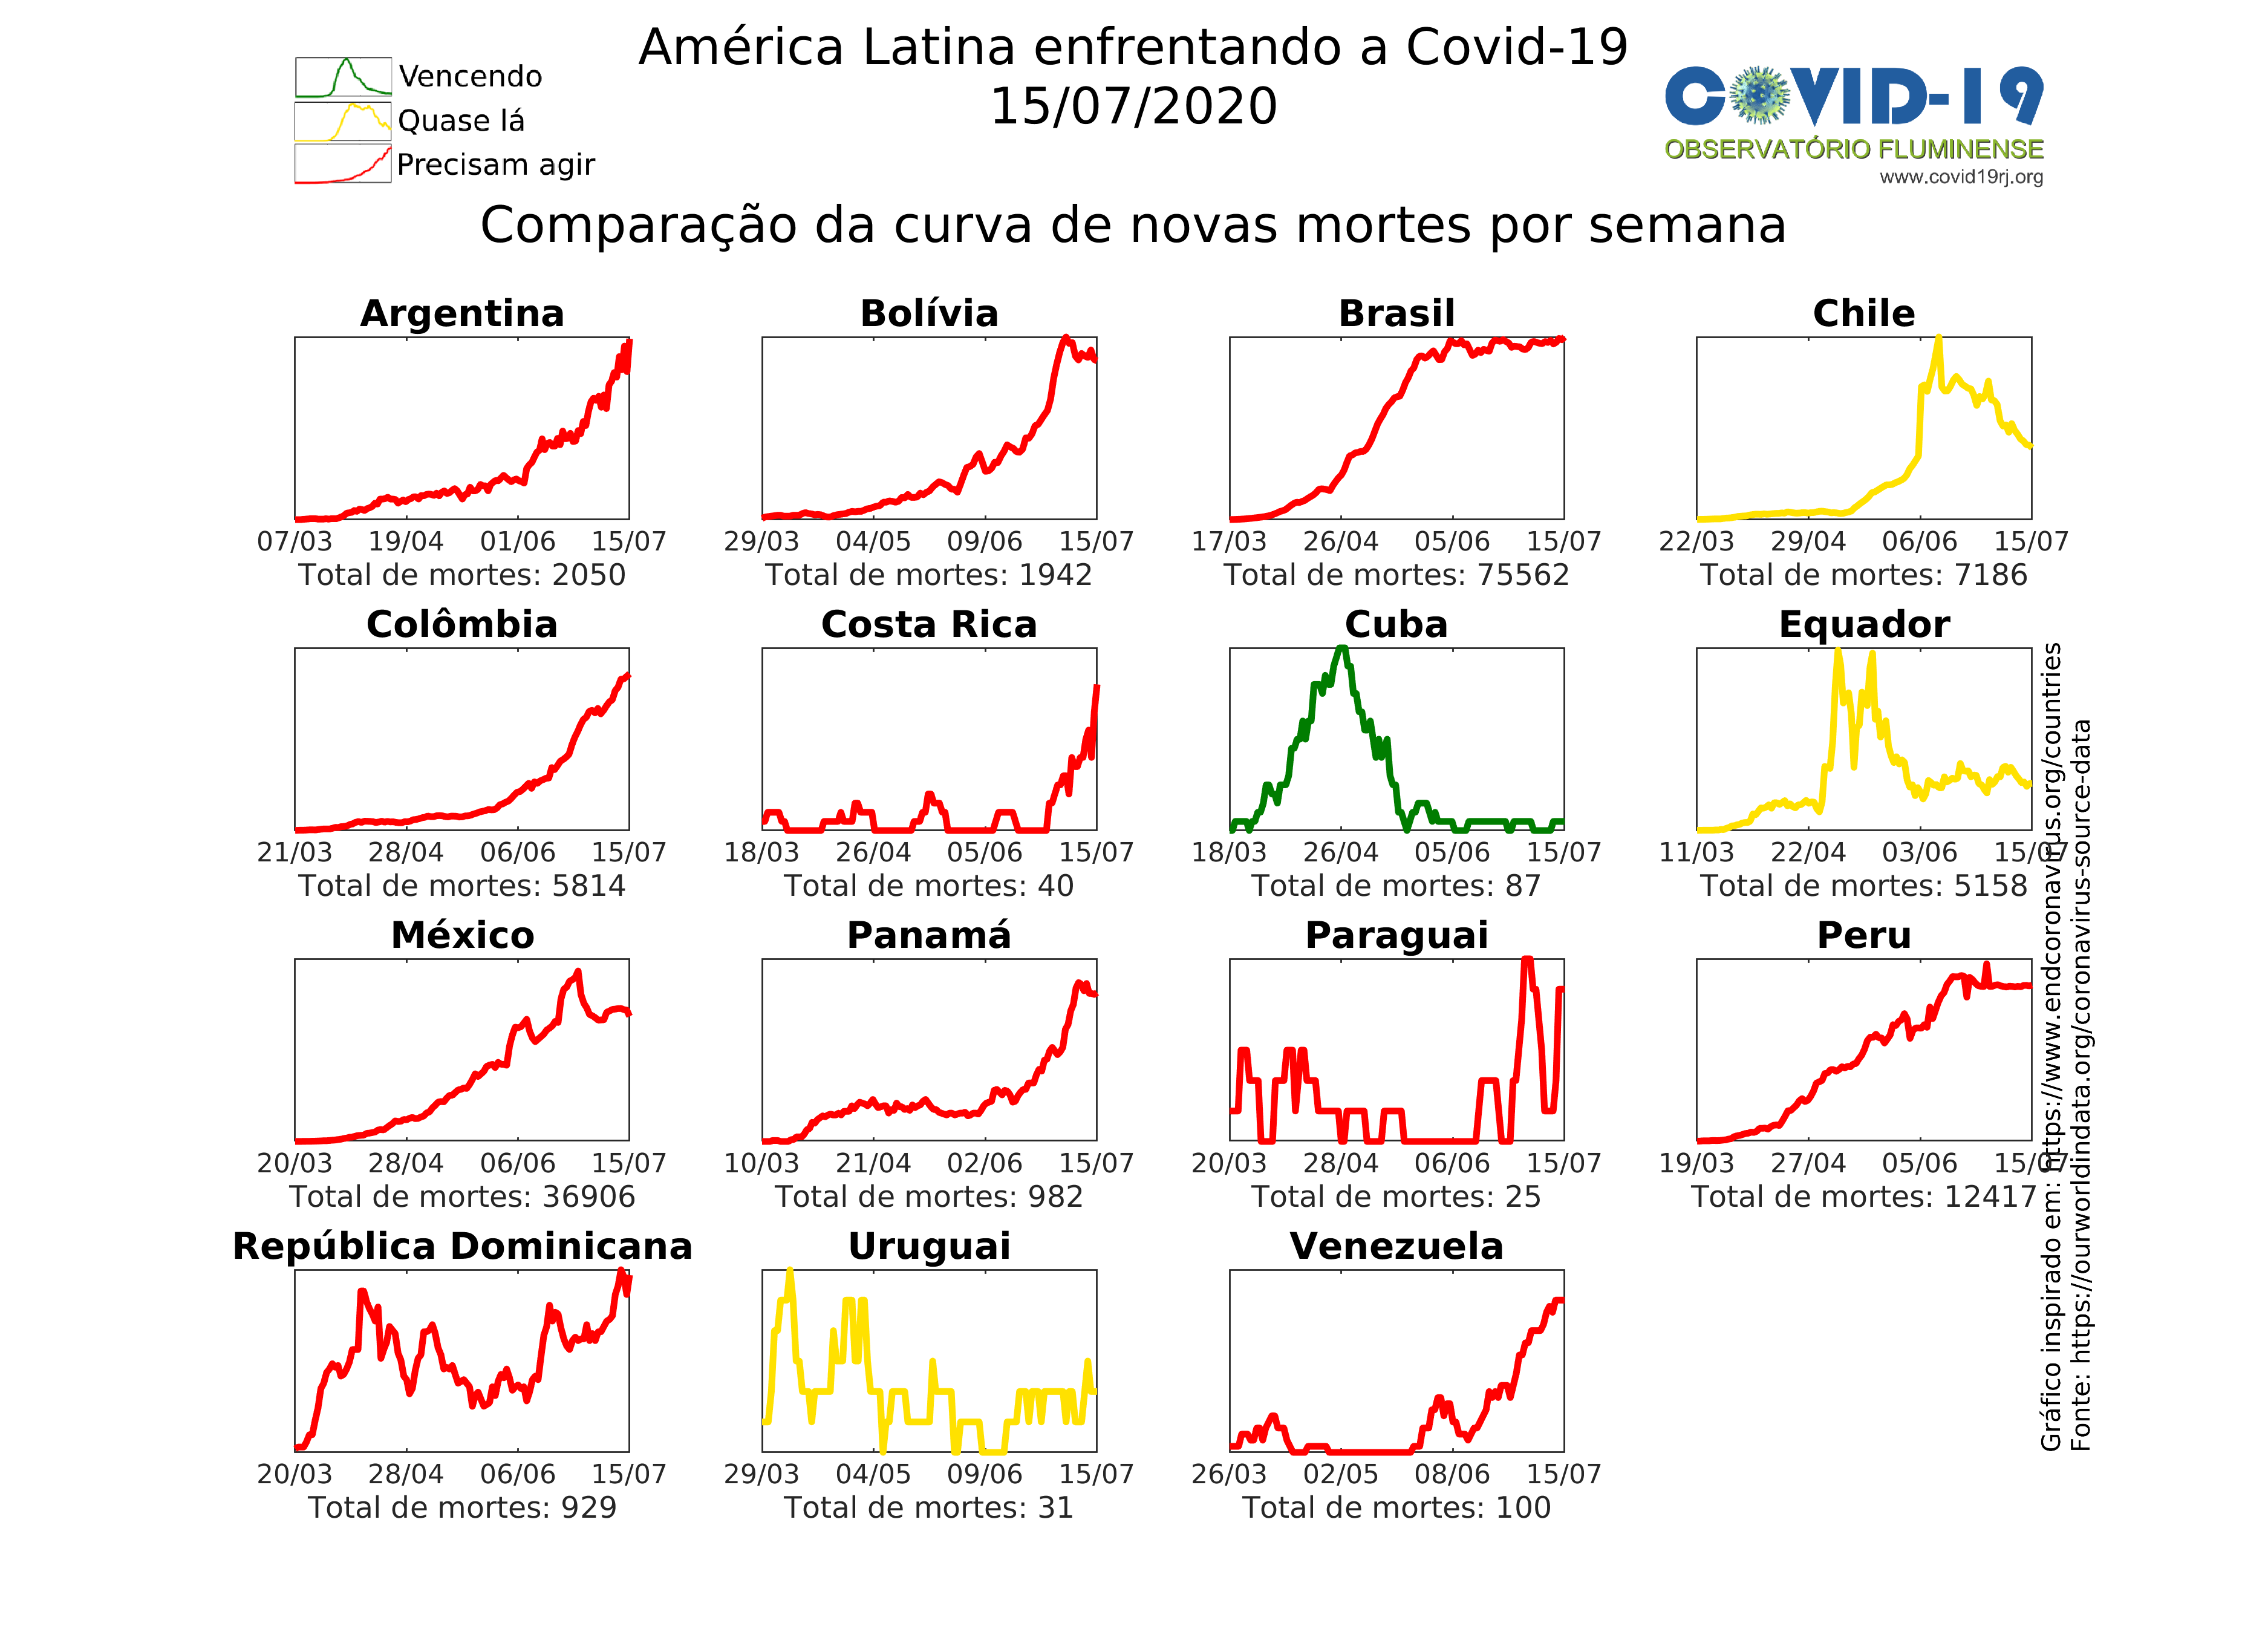 América Latina enfrentando a Covid-19
15/07/2020
Vencendo
Quase lá
Precisam agir
COVID-19
OBSERVATÓRIO FLUMINENSE
www.covid19rj.org
Comparação da curva de novas mortes por semana
Argentina
07/03 19/04 01/06 15/07
Total de mortes: 2050
Bolívia
29/03 04/05 09/06 15/07
Total de mortes: 1942
Brasil
17/03 26/04 05/06 15/07
Total de mortes: 75562
Chile
22/03 29/04 06/06 15/07
Total de mortes: 7186
Colômbia
21/03 28/04 06/06 15/07
Total de mortes: 5814
Costa Rica
18/03 26/04 05/06 15/07
Total de mortes: 40
Cuba
18/03 26/04 05/06 15/07
Total de mortes: 87
Equador
11/03 22/04 03/06 15/07
Total de mortes: 5158
México
20/03 28/04 06/06 15/07
Total de mortes: 36906
Panamá
10/03 21/04 02/06 15/07
Total de mortes: 982
Paraguai
20/03 28/04 06/06 15/07
Total de mortes: 25
Peru
19/03 27/04 05/06 15/07
Total de mortes: 12417
República Dominicana
20/03 28/04 06/06 15/07
Total de mortes: 929
Uruguai
29/03 04/05 09/06 15/07
Total de mortes: 31
Venezuela
26/03 02/05 08/06 15/07
Total de mortes: 100
Gráfico inspirado em: https://www.endcoronavirus.org/countries
Fonte: https://ourworldindata.org/coronavirus-source-data